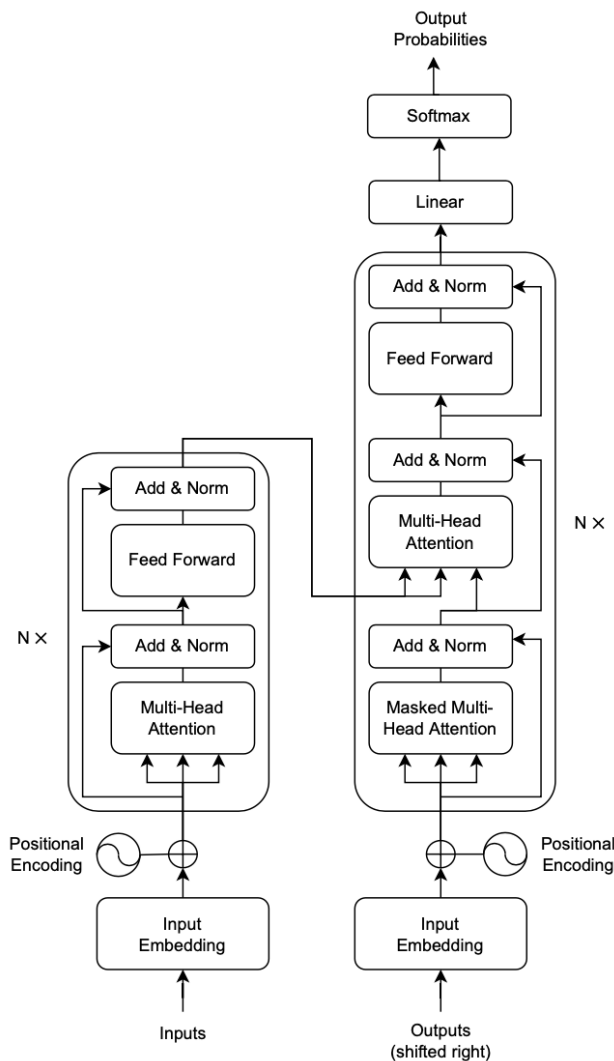 Output
Probabilities
Softmax
Linear
Add & Norm
Feed Forward
Add & Norm
Multi-Head
Attention
N ×
Add & Norm
Masked Multi-
Head Attention
Add & Norm
Feed Forward
N ×
Add & Norm
Multi-Head
Attention
Positional
Encoding
Positional
Encoding
Input
Embedding
Input
Embedding
Inputs
Outputs
(shifted right)